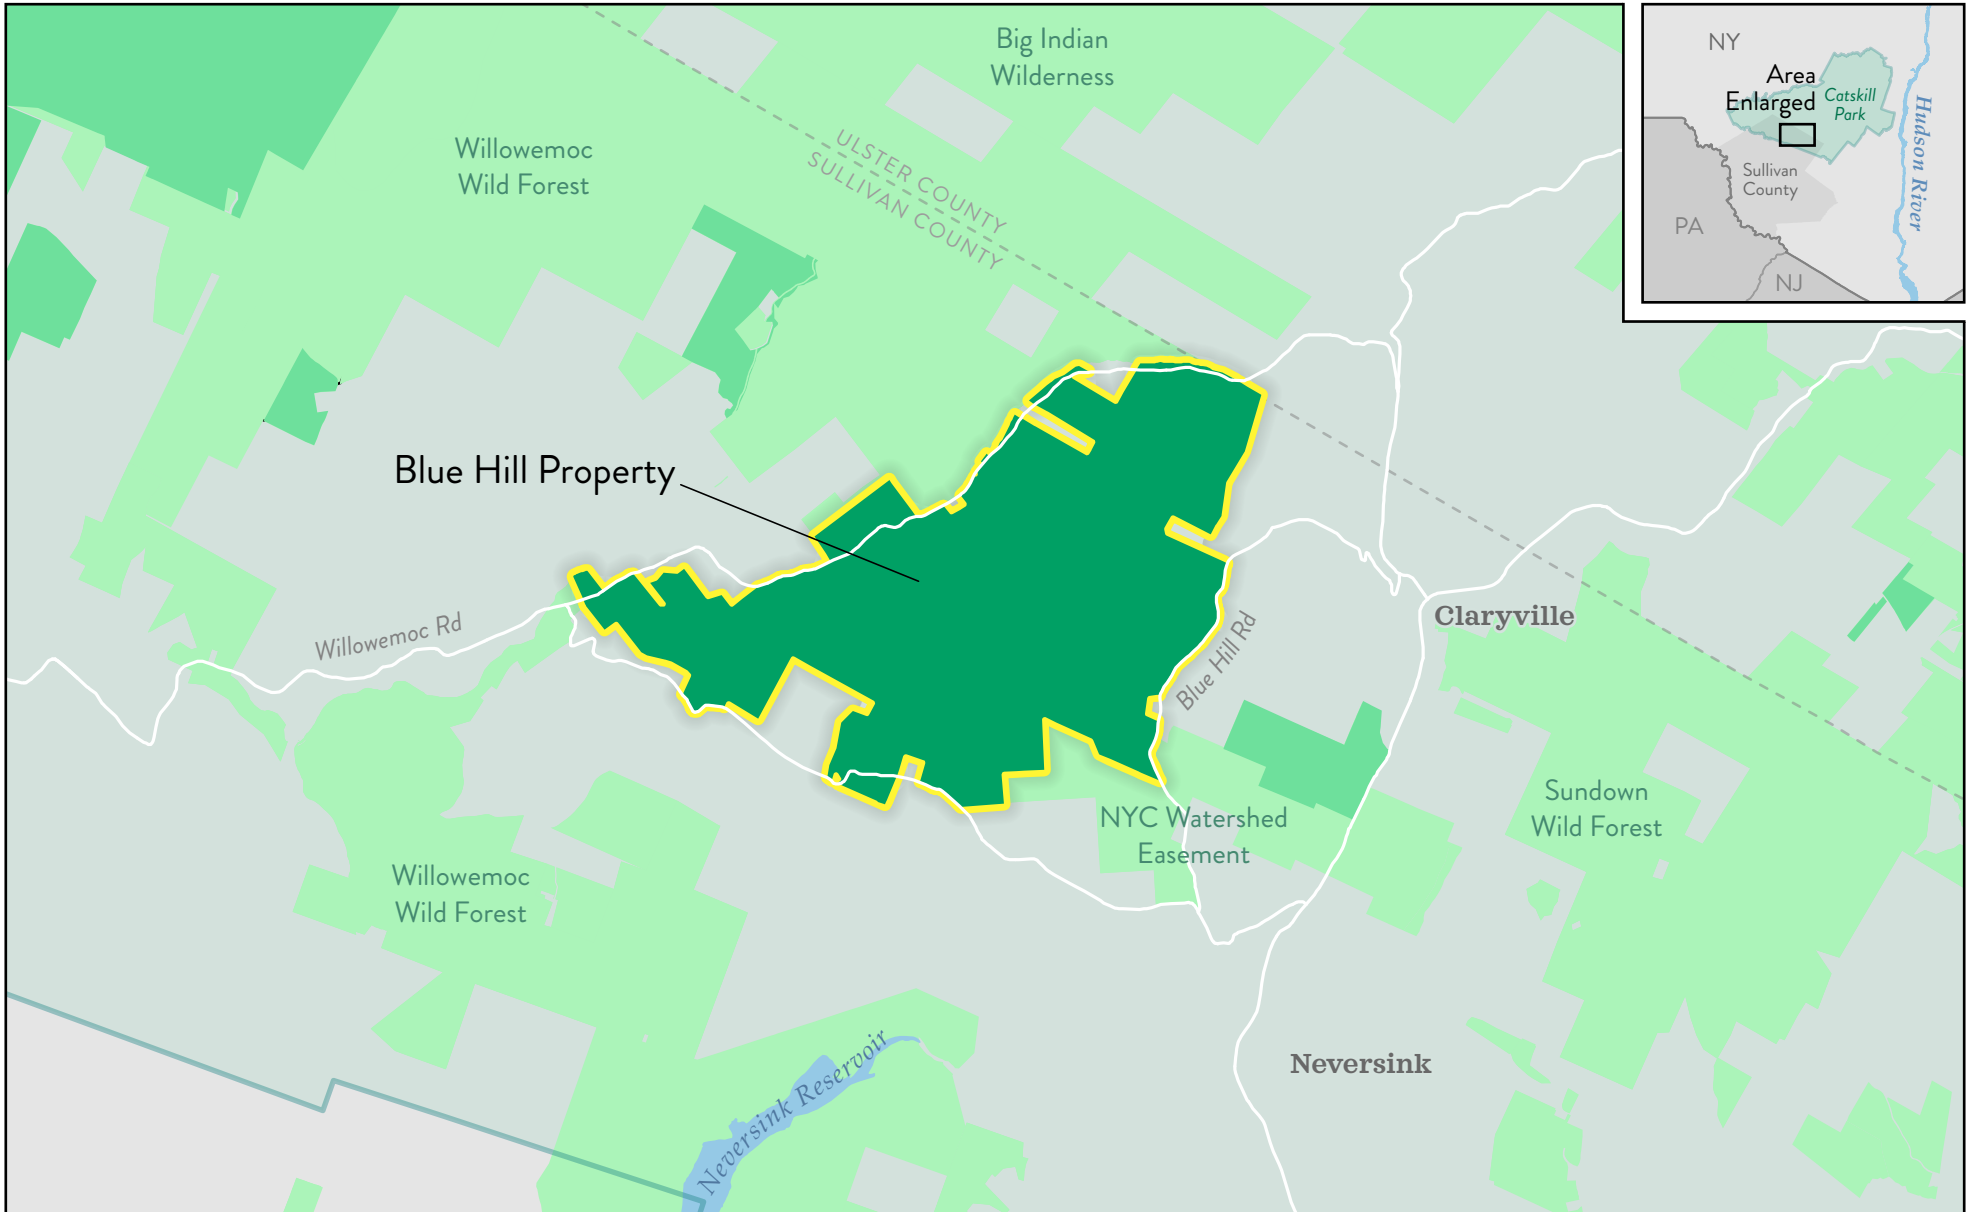 Big Indian
Wilderness
Willowemoc
Wild Forest
ULSTER COUNTY
SULLIVAN COUNTY
NY
Area
Enlarged
Catskill
Park
Hudson River
Sullivan
County
PA
NJ
Blue Hill Property
Willowemoc Rd
Claryville
Blue Hill Rd
NYC Watershed
Easement
Sundown
Wild Forest
Willowemoc
Wild Forest
Neversink Reservoir
Neversink